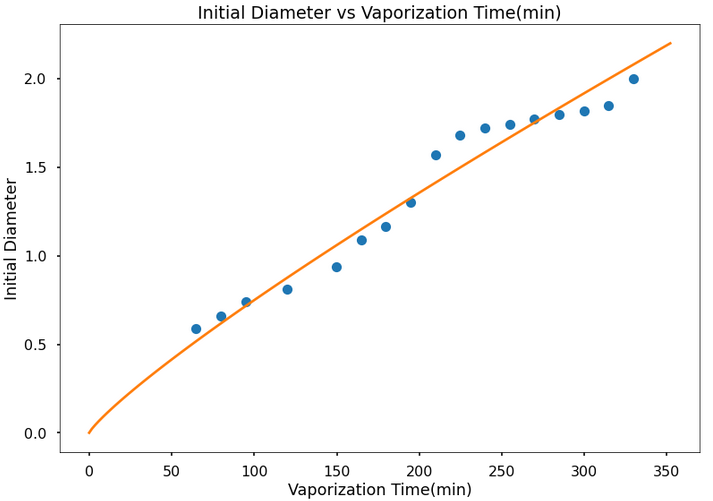 Initial Diameter vs Vaporization Time(min)
Initial Diameter
2.0
1.5
1.0
0.5
0.0
0 50 100 150 200 250 300 350
Vaporization Time(min)